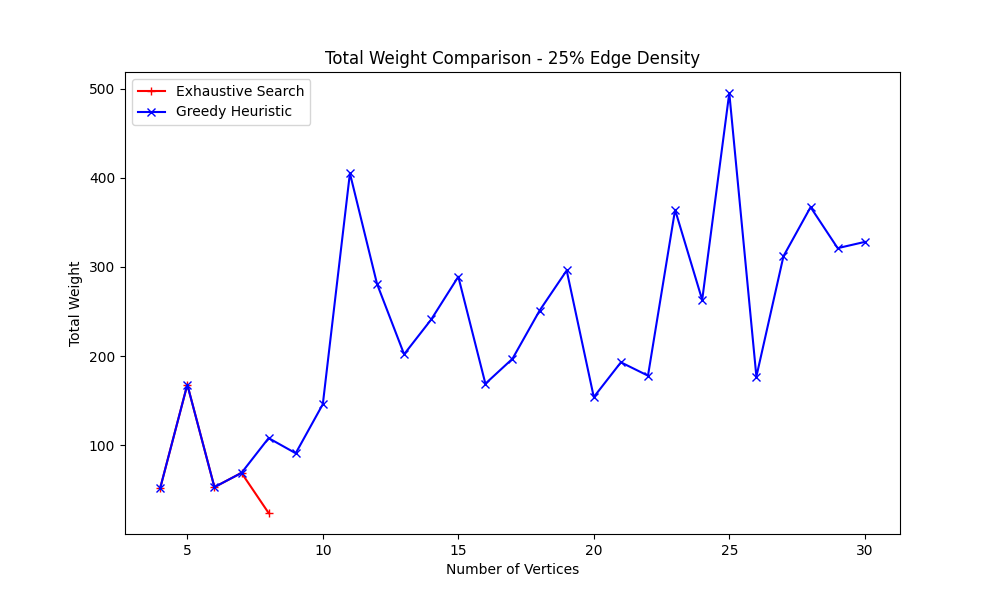 Total Weight Comparison - 25% Edge Density
Exhaustive Search
Greedy Heuristic
500
400
300
200
100
Total Weight
5 10 15 20 25 30
Number of Vertices